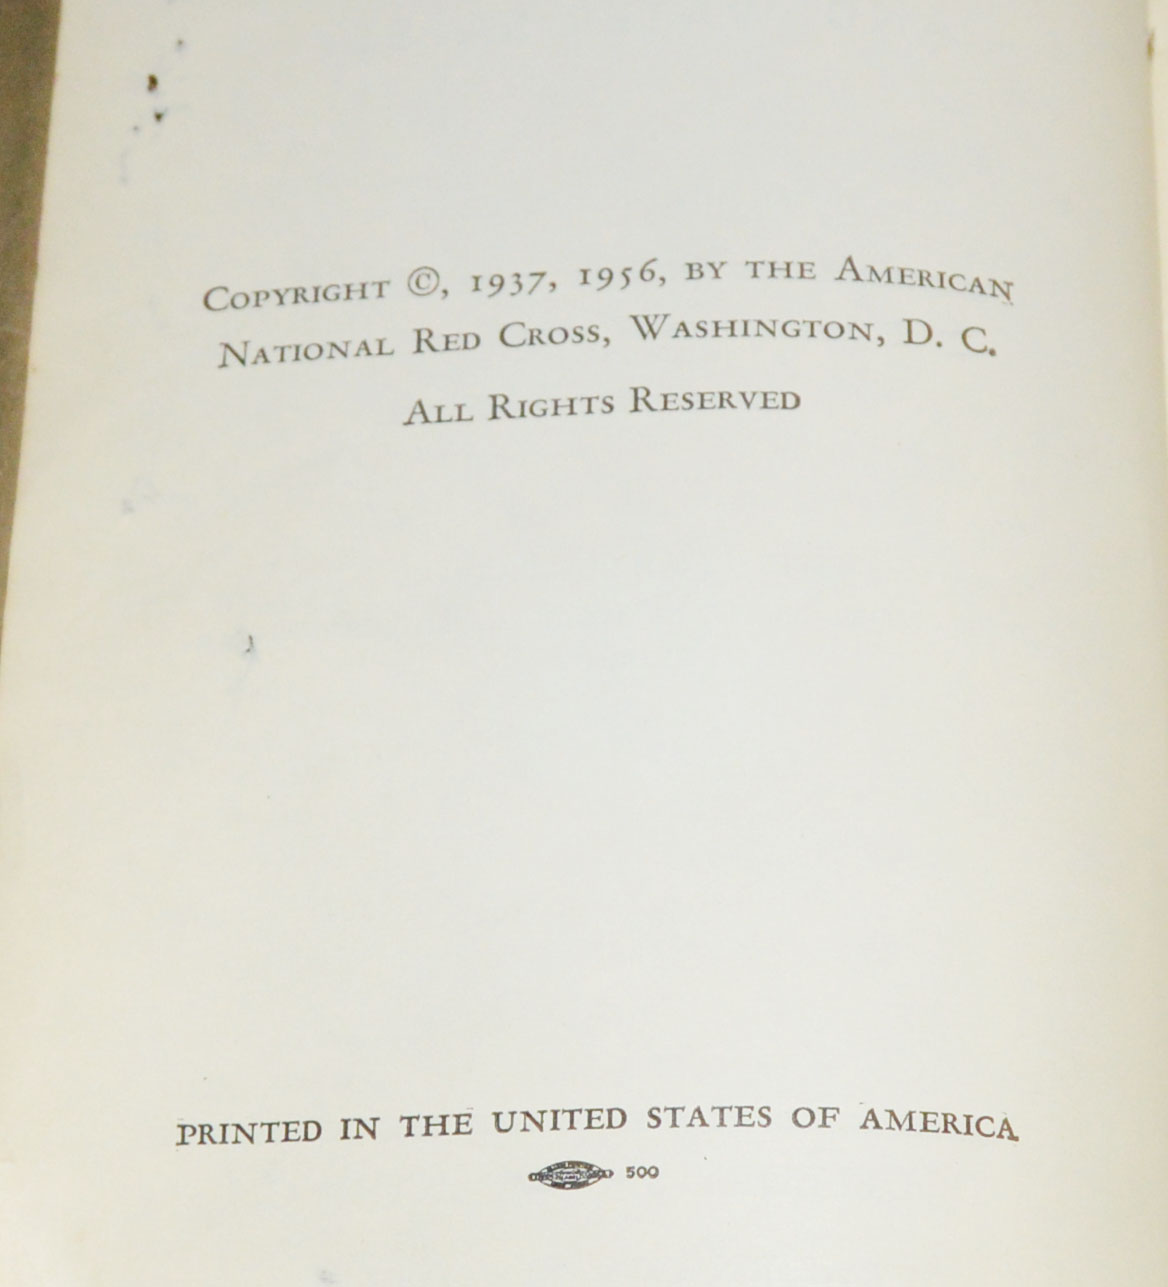 Copyright ©, 1937, 1956, by the American
National Red Cross, Washington, D. C.
All Rights Reserved
PRINTED IN THE UNITED STATES OF AMERICA
500